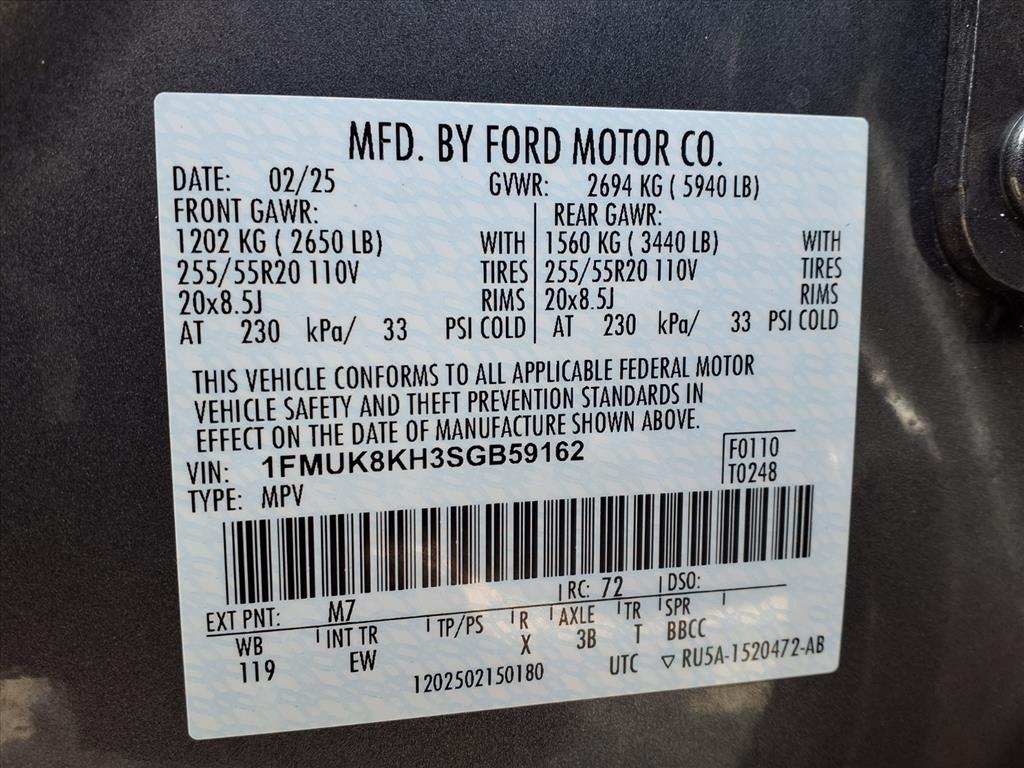 MFD. BY FORD MOTOR CO.
DATE: 02/25 GVWR: 2694 KG ( 5940 LB)
FRONT GAWR: REAR GAWR:
1202 KG ( 2650 LB) WITH 1560 KG ( 3440 LB) WITH
255/55R20 110V TIRES 255/55R20 110V TIRES
20x8.5J RIMS 20x8.5J RIMS
AT 230 kPa/ 33 PSI COLD AT 230 kPa/ 33 PSI COLD
THIS VEHICLE CONFORMS TO ALL APPLICABLE FEDERAL MOTOR
VEHICLE SAFETY AND THEFT PREVENTION STANDARDS IN
EFFECT ON THE DATE OF MANUFACTURE SHOWN ABOVE.
VIN: 1FMUK8KH3SGB59162 F0110
TYPE: MPV T0248
EXT PNT: M7 RC: 72 DSO:
WB INT TR TP/PS R AXLE TR SPR
119 EW X 3B T BBCC
1202502150180 UTC ▽ RU5A-1520472-AB